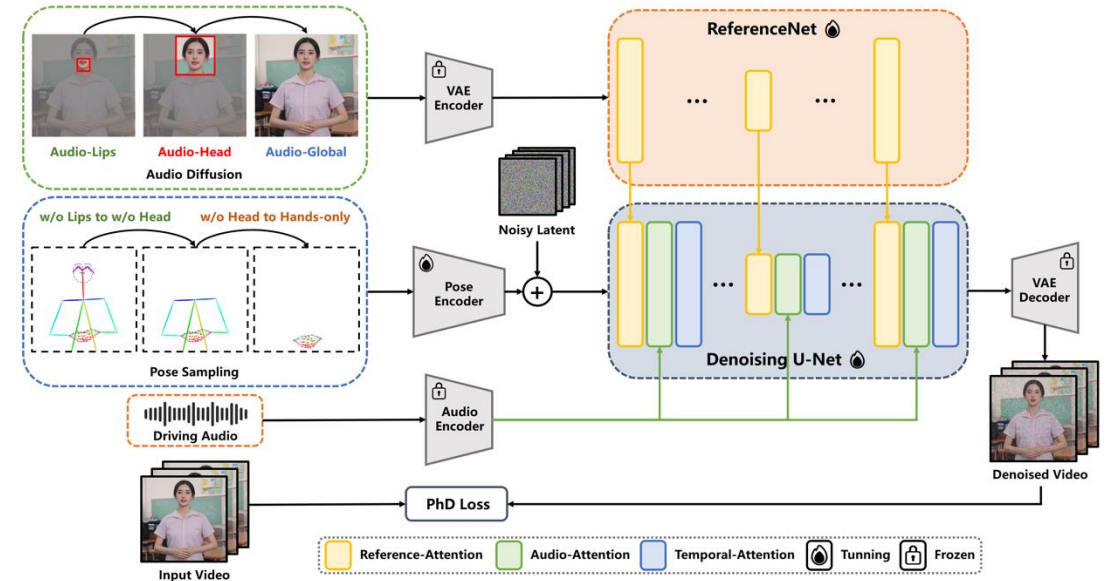 Audio-Lips
Audio-Head
Audio-Global
Audio Diffusion
VAE
Encoder
ReferenceNet
...
...
w/o Lips to w/o Head
w/o Head to Hands-only
Pose Sampling
Noisy Latent
Pose
Encoder
+
...
...
Denoising U-Net
VAE
Decoder
Driving Audio
Audio
Encoder
Denoised Video
Input Video
PhD Loss
Reference-Attention
Audio-Attention
Temporal-Attention
Tunning
Frozen